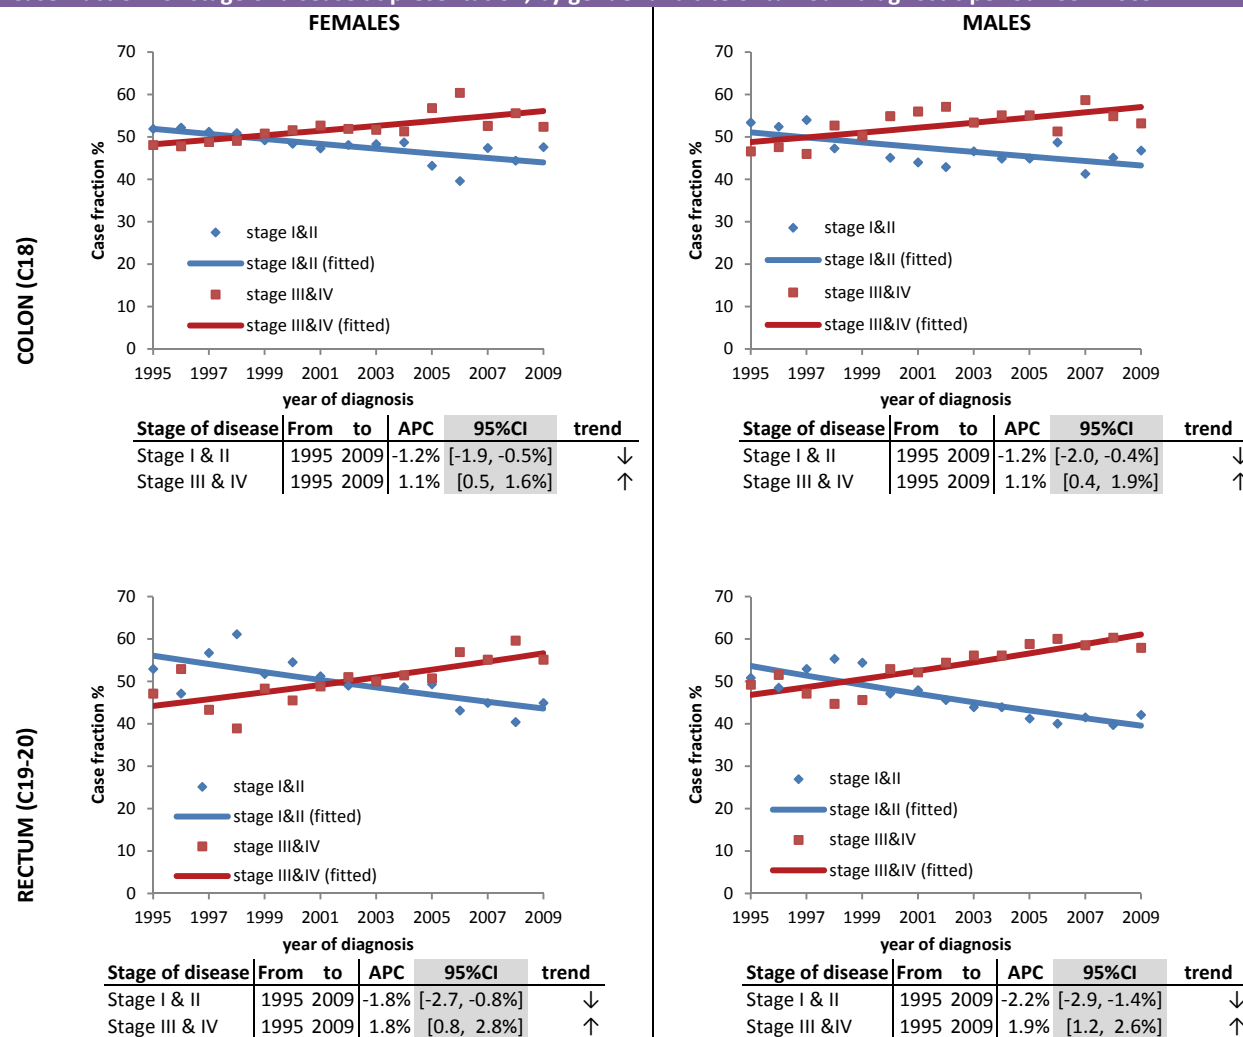 FEMALES
MALES
COLON (C18)
Case fraction %
70
60
50
40
30
20
10
0
stage I&II
stage I&II (fitted)
stage III&IV
stage III&IV (fitted)
1995 1997 1999 2001 2003 2005 2007 2009
year of diagnosis
Stage of disease From to APC 95%CI trend
Stage I & II 1995 2009 -1.2% [-1.9, -0.5%] ↓
Stage III & IV 1995 2009 1.1% [0.5, 1.6%] ↑
Case fraction %
70
60
50
40
30
20
10
0
stage I&II
stage I&II (fitted)
stage III&IV
stage III&IV (fitted)
1995 1997 1999 2001 2003 2005 2007 2009
year of diagnosis
Stage of disease From to APC 95%CI trend
Stage I & II 1995 2009 -1.2% [-2.0, -0.4%] ↓
Stage III & IV 1995 2009 1.1% [0.4, 1.9%] ↑
RECTUM (C19-20)
Case fraction %
70
60
50
40
30
20
10
0
stage I&II
stage I&II (fitted)
stage III&IV
stage III&IV (fitted)
1995 1997 1999 2001 2003 2005 2007 2009
year of diagnosis
Stage of disease From to APC 95%CI trend
Stage I & II 1995 2009 -1.8% [-2.7, -0.8%] ↓
Stage III & IV 1995 2009 1.8% [0.8, 2.8%] ↑
Case fraction %
70
60
50
40
30
20
10
0
stage I&II
stage I&II (fitted)
stage III&IV
stage III&IV (fitted)
1995 1997 1999 2001 2003 2005 2007 2009
year of diagnosis
Stage of disease From to APC 95%CI trend
Stage I & II 1995 2009 -2.2% [-2.9, -1.4%] ↓
Stage III &IV 1995 2009 1.9% [1.2, 2.6%] ↑